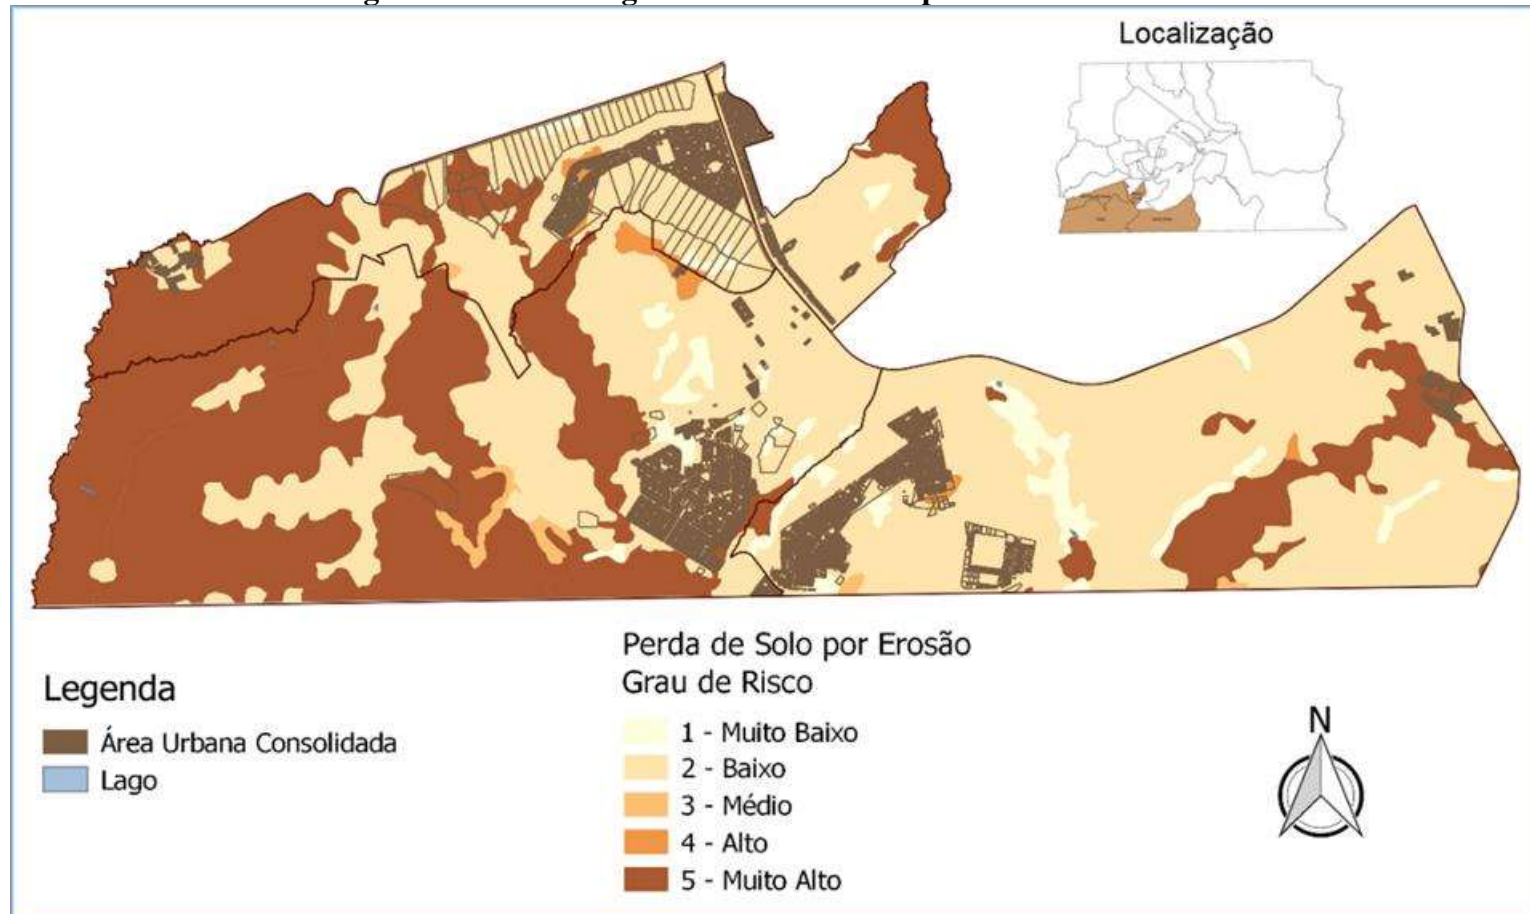 Localização
Legenda
Área Urbana Consolidada
Lago
Perda de Solo por Erosão
Grau de Risco
1 - Muito Baixo
2 - Baixo
3 - Médio
4 - Alto
5 - Muito Alto
N